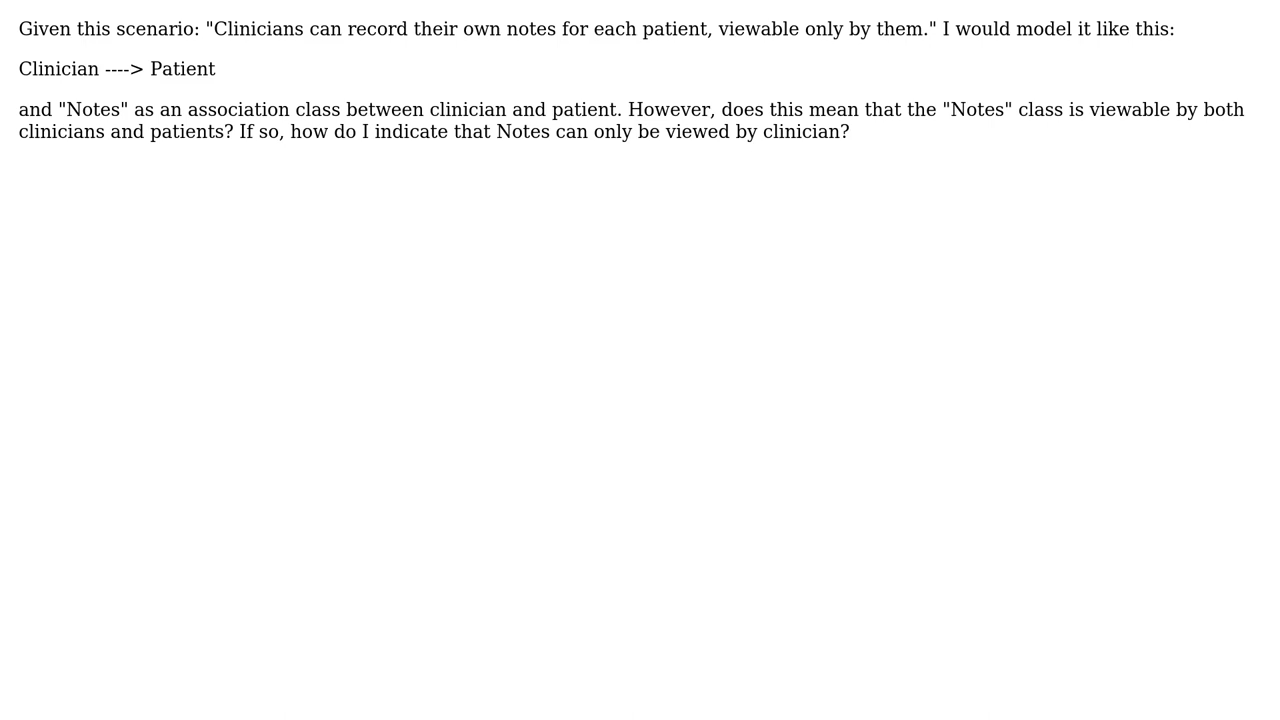 Given this scenario: "Clinicians can record their own notes for each patient, viewable only by them." I would model it like this:
Clinician ----> Patient
and "Notes" as an association class between clinician and patient. However, does this mean that the "Notes" class is viewable by both
clinicians and patients? If so, how do I indicate that Notes can only be viewed by clinician?